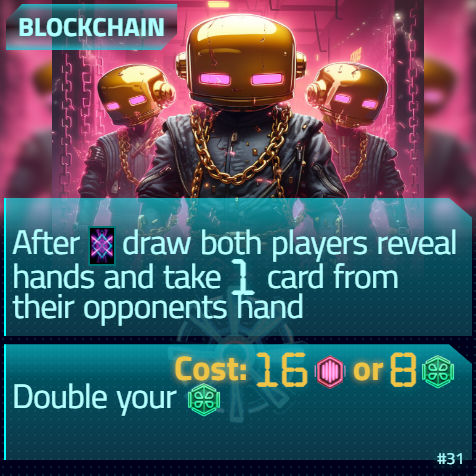 BLOCKCHAIN
After draw both players reveal
hands and take 1 card from
their opponents hand
Cost: 16 or 8
Double your
#31